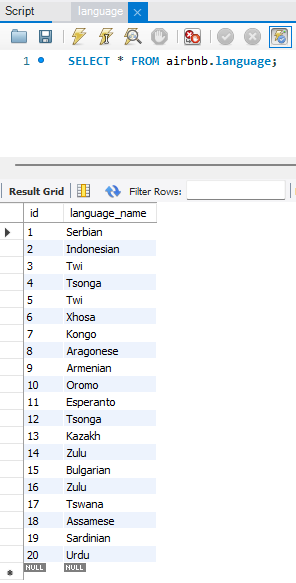 Script
language
1 SELECT * FROM airbnb.language;
Result Grid Filter Rows:
id language_name
1 Serbian
2 Indonesian
3 Twi
4 Tsonga
5 Twi
6 Xhosa
7 Kongo
8 Aragonese
9 Armenian
10 Oromo
11 Esperanto
12 Tsonga
13 Kazakh
14 Zulu
15 Bulgarian
16 Zulu
17 Tswana
18 Assamese
19 Sardinian
20 Urdu
NULL NULL